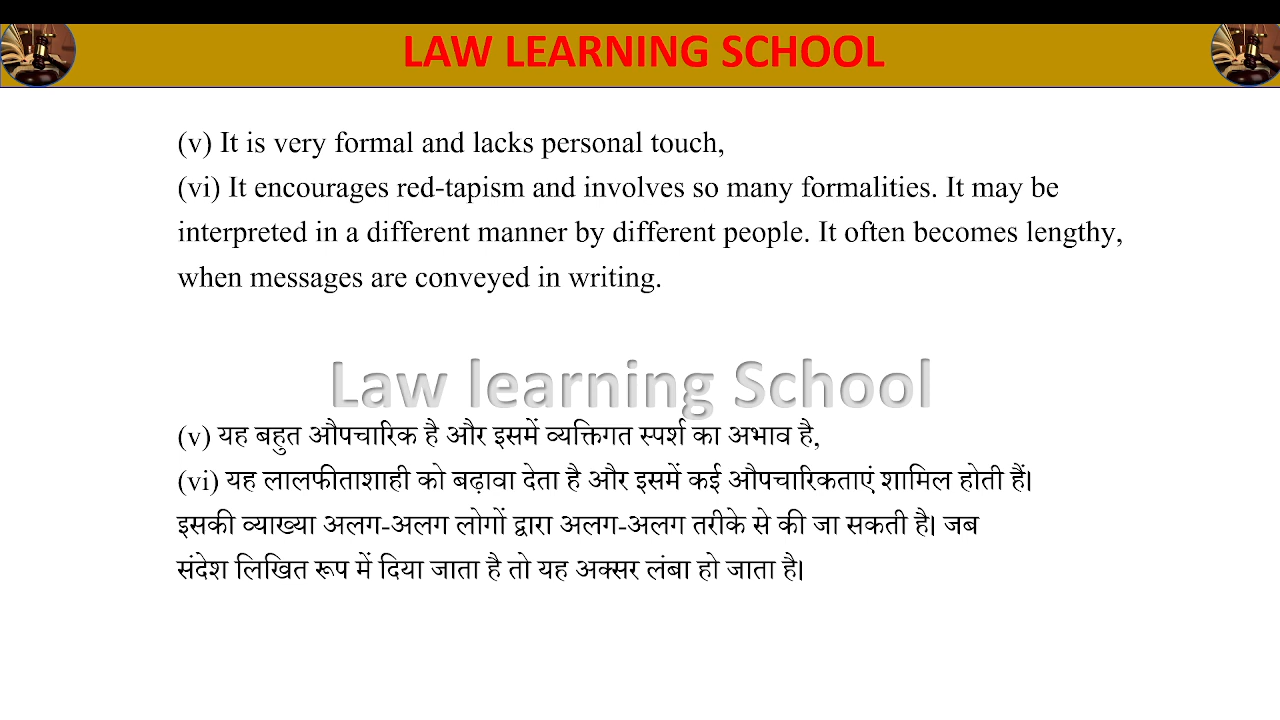 LAW LEARNING SCHOOL
(v) It is very formal and lacks personal touch,
(vi) It encourages red-tapism and involves so many formalities. It may be
interpreted in a different manner by different people. It often becomes lengthy,
when messages are conveyed in writing.
Law learning School
(v) यह बहुत औपचारिक है और इसमें व्यक्तिगत स्पर्श का अभाव है,
(vi) यह लालफीताशाही को बढ़ावा देता है और इसमें कई औपचारिकताएं शामिल होती हैं।
इसकी व्याख्या अलग-अलग लोगों द्वारा अलग-अलग तरीके से की जा सकती है। जब
संदेश लिखित रूप में दिया जाता है तो यह अक्सर लंबा हो जाता है।